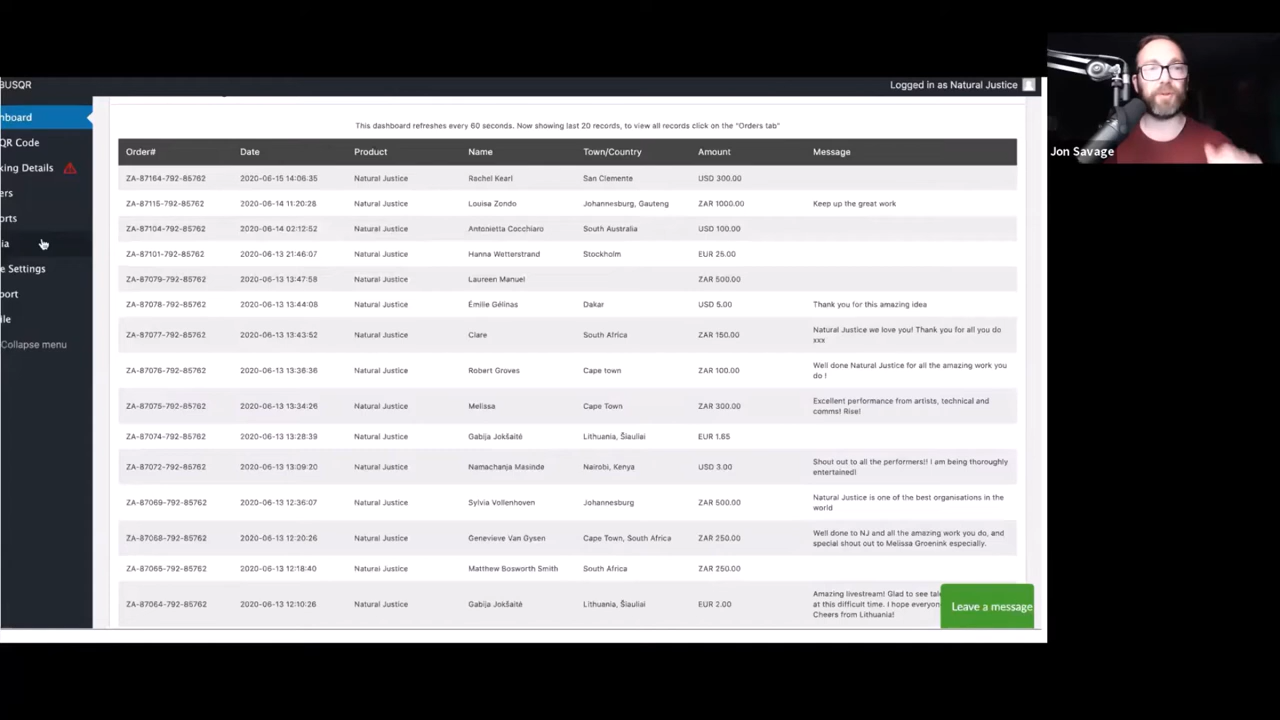 BUSQR
Logged in as Natural Justice
Jon Savage
hboard
QR Code
king Details
ers
orts
ia
e Settings
port
ile
Collapse menu
This dashboard refreshes every 60 seconds. Now showing last 20 records, to view all records click on the "Orders tab"
Order# Date Product Name Town/Country Amount Message
ZA-87164-792-85762 2020-06-15 14:06:35 Natural Justice Rachel Kearl San Clemente USD 300.00
ZA-87115-792-85762 2020-06-14 11:20:28 Natural Justice Louisa Zondo Johannesburg, Gauteng ZAR 1000.00 Keep up the great work
ZA-87104-792-85762 2020-06-14 02:12:52 Natural Justice Antonietta Cocchiaro South Australia USD 100.00
ZA-87101-792-85762 2020-06-13 21:46:07 Natural Justice Hanna Wetterstrand Stockholm EUR 25.00
ZA-87079-792-85762 2020-06-13 13:47:58 Natural Justice Laureen Manuel ZAR 500.00
ZA-87078-792-85762 2020-06-13 13:44:08 Natural Justice Émilie Gélinas Dakar USD 5.00 Thank you for this amazing idea
ZA-87077-792-85762 2020-06-13 13:43:52 Natural Justice Clare South Africa ZAR 150.00 Natural Justice we love you! Thank you for all you do
xxx
ZA-87076-792-85762 2020-06-13 13:36:36 Natural Justice Robert Groves Cape town ZAR 100.00 Well done Natural Justice for all the amazing work you
do !
ZA-87075-792-85762 2020-06-13 13:34:26 Natural Justice Melissa Cape Town ZAR 300.00 Excellent performance from artists, technical and
comms! Rise!
ZA-87074-792-85762 2020-06-13 13:28:39 Natural Justice Gabija Jokšaitė Lithuania, Šiauliai EUR 1.65
ZA-87072-792-85762 2020-06-13 13:09:20 Natural Justice Namachanja Masinde Nairobi, Kenya USD 3.00 Shout out to all the performers!! I am being thoroughly
entertained!
ZA-87069-792-85762 2020-06-13 12:36:07 Natural Justice Sylvia Vollenhoven Johannesburg ZAR 500.00 Natural Justice is one of the best organisations in the
world
ZA-87068-792-85762 2020-06-13 12:20:26 Natural Justice Genevieve Van Gysen Cape Town, South Africa ZAR 250.00 Well done to NJ and all the amazing work you do, and
special shout out to Melissa Groenink especially.
ZA-87065-792-85762 2020-06-13 12:18:40 Natural Justice Matthew Bosworth Smith South Africa ZAR 250.00
ZA-87064-792-85762 2020-06-13 12:10:26 Natural Justice Gabija Jokšaitė Lithuania, Šiauliai EUR 2.00 Amazing livestream! Glad to see tale
at this difficult time. I hope everyon
Cheers from Lithuania!
Leave a message